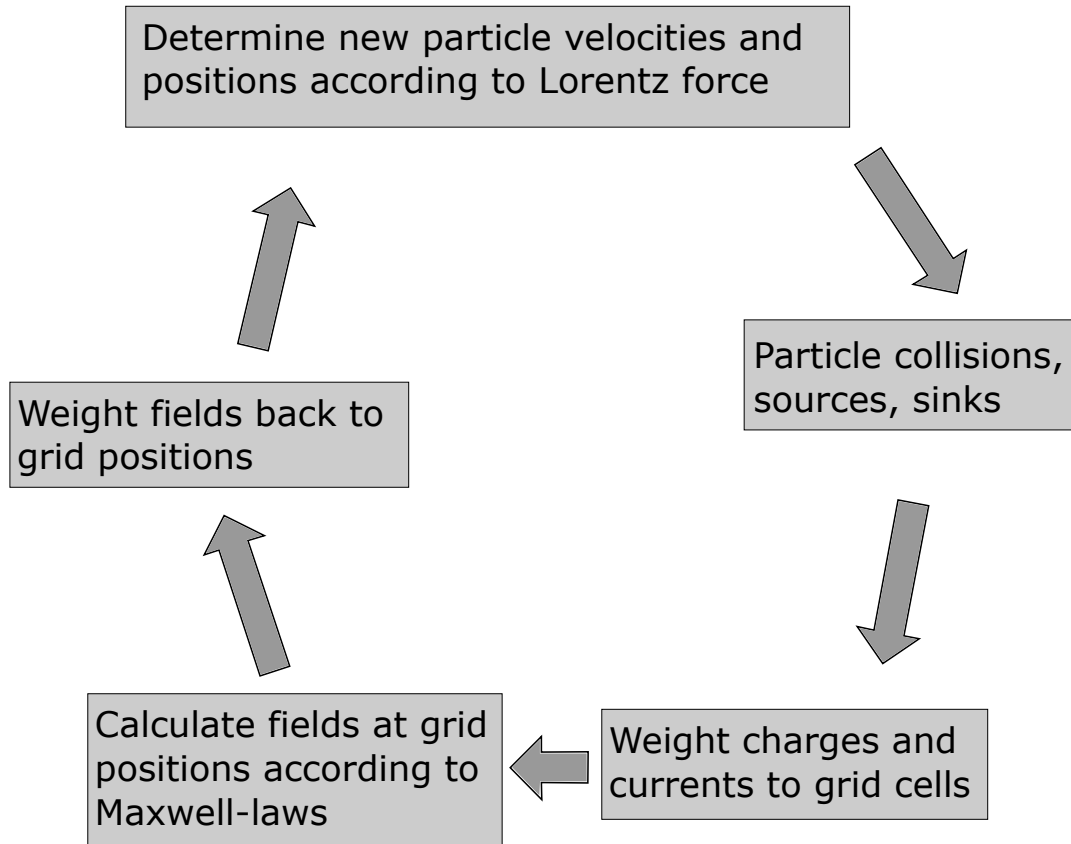 Determine new particle velocities and
positions according to Lorentz force
Particle collisions,
sources, sinks
Weight charges and
currents to grid cells
Calculate fields at grid
positions according to
Maxwell-laws
Weight fields back to
grid positions